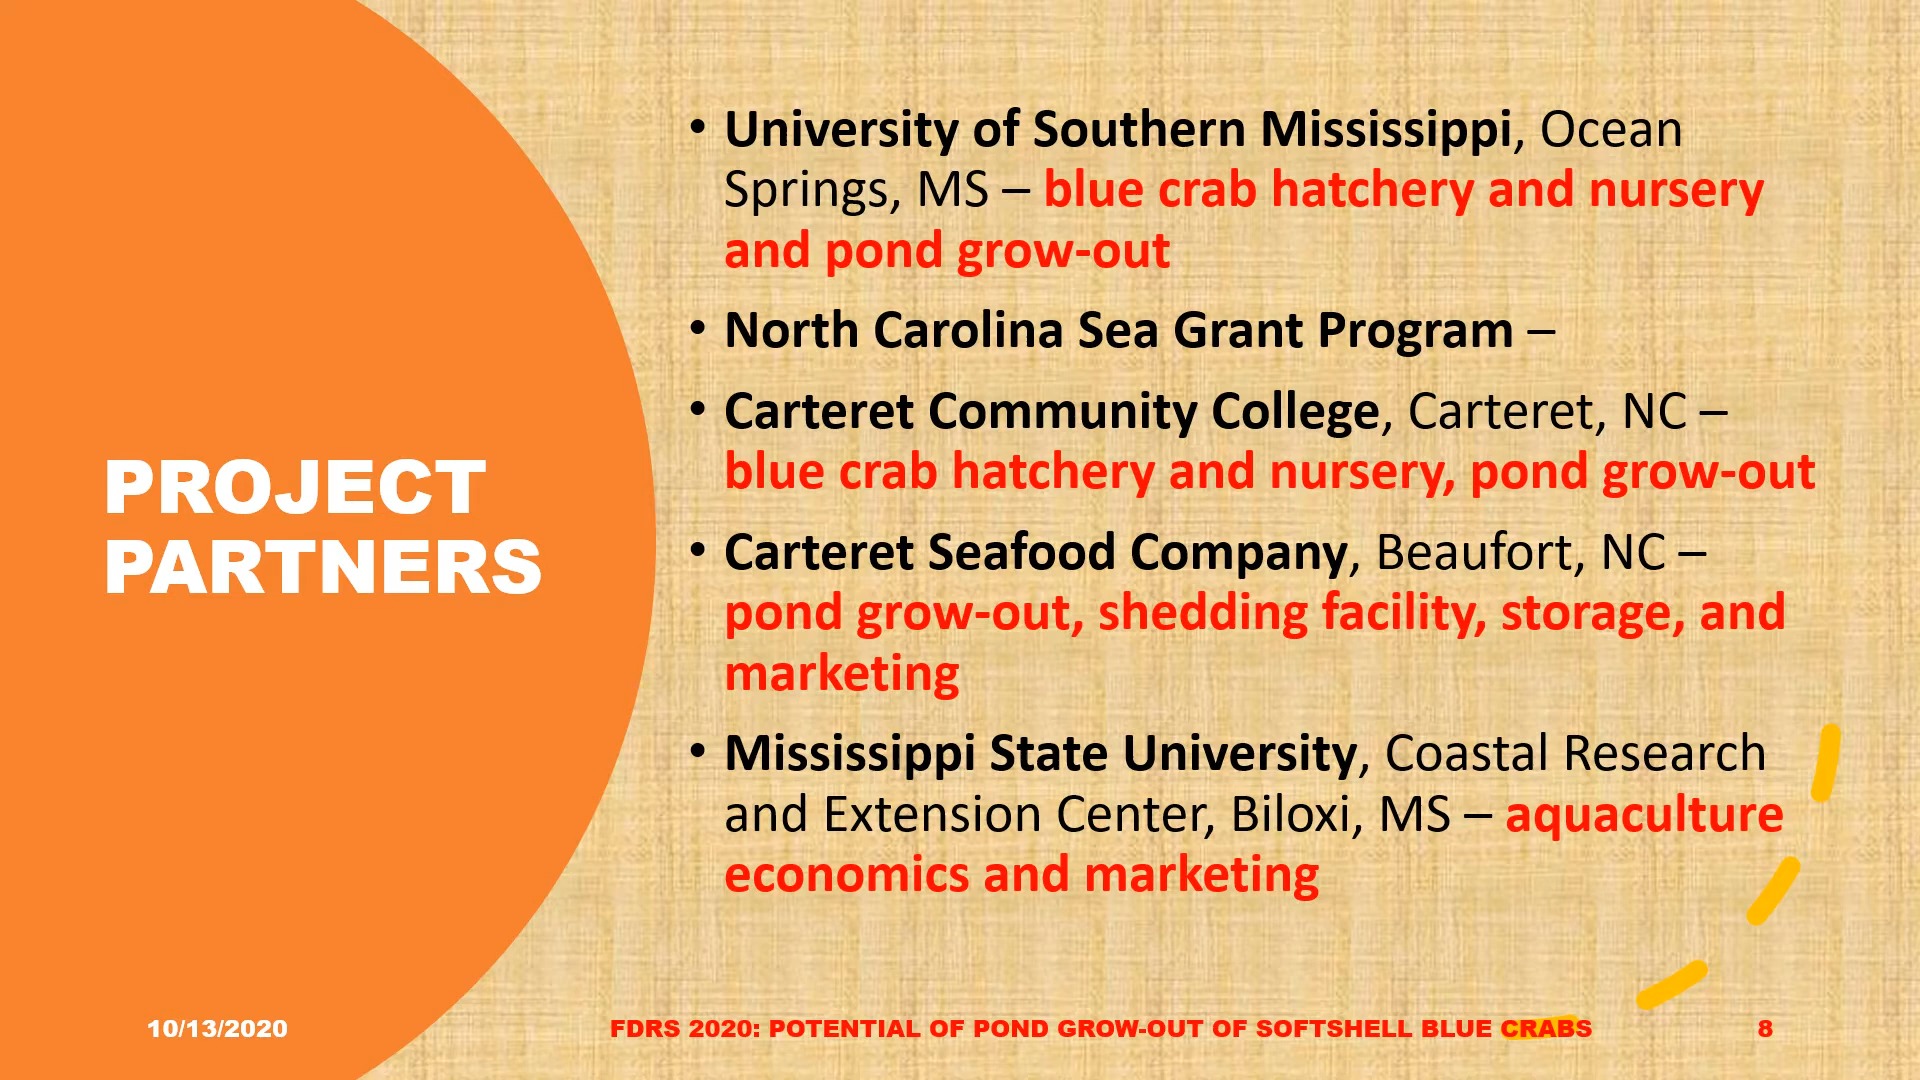 PROJECT
PARTNERS
• University of Southern Mississippi, Ocean
Springs, MS – blue crab hatchery and nursery
and pond grow-out
• North Carolina Sea Grant Program –
• Carteret Community College, Carteret, NC –
blue crab hatchery and nursery, pond grow-out
• Carteret Seafood Company, Beaufort, NC –
pond grow-out, shedding facility, storage, and
marketing
• Mississippi State University, Coastal Research
and Extension Center, Biloxi, MS – aquaculture
economics and marketing
10/13/2020
FDRS 2020: POTENTIAL OF POND GROW-OUT OF SOFTSHELL BLUE CRABS
8